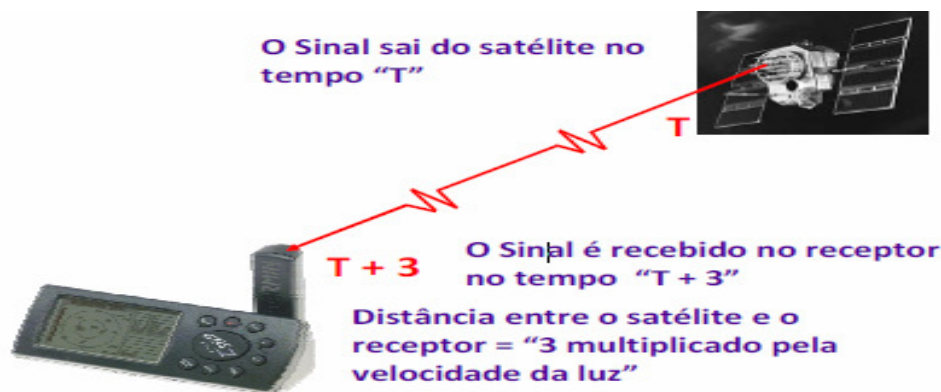 O Sinal sai do satélite no
tempo “T”
T
T + 3
O Sinal é recebido no receptor
no tempo “T + 3”
Distância entre o satélite e o
receptor = “3 multiplicado pela
velocidade da luz”